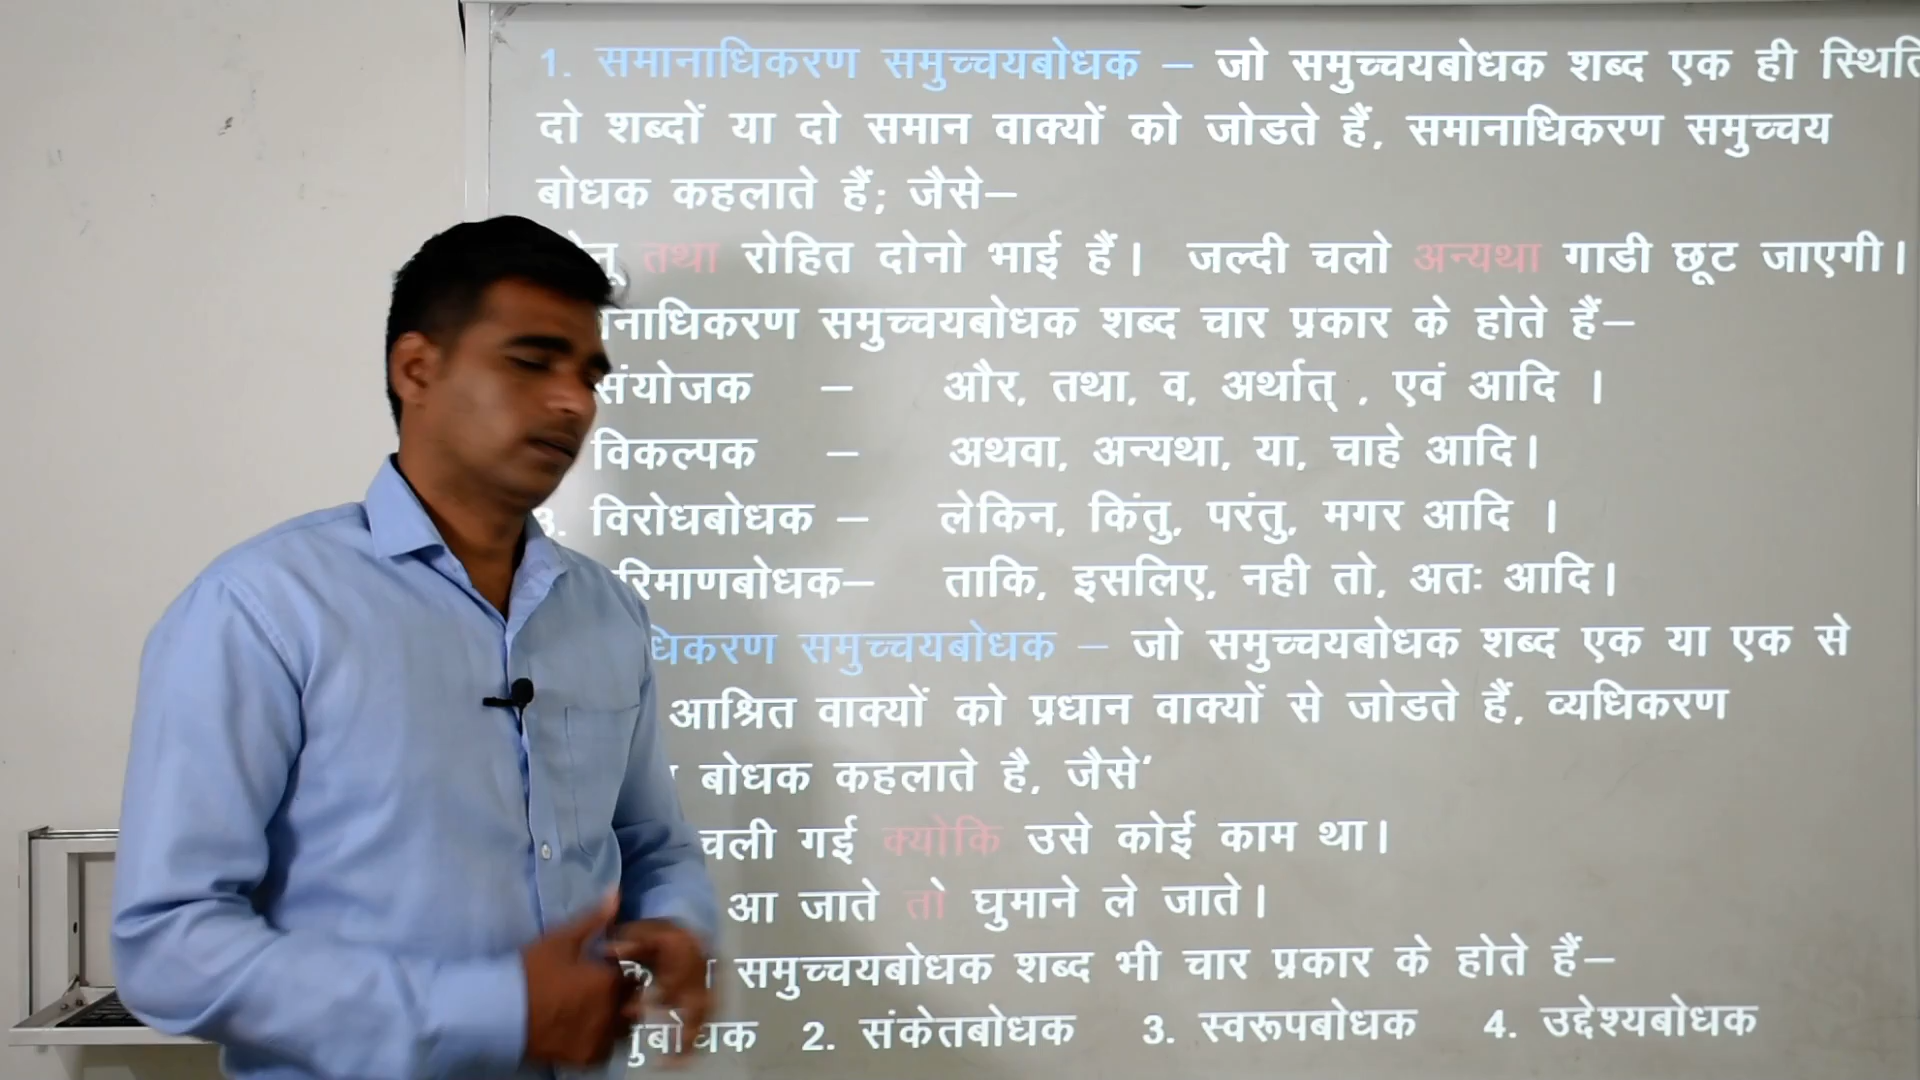 1. समानाधिकरण समुच्चयबोधक – जो समुच्चयबोधक शब्द एक ही
दो शब्दों या दो समान वाक्यों को जोडते हैं, समानाधिकरण समुच्चय
बोधक कहलाते हैं; जैसे–
तथा रोहित दोनो भाई हैं। जल्दी चलो अन्यथा गाडी छूट जाएगी।
समुच्चयबोधक शब्द चार प्रकार के होते हैं–
संयोजक – और, तथा, व, अर्थात् , एवं आदि ।
विकल्पक – अथवा, अन्यथा, या, चाहे आदि।
3. विरोधबोधक – लेकिन, किंतु, परंतु, मगर आदि ।
ताकि, इसलिए, नही तो, अतः आदि।
समुच्चयबोधक – जो समुच्चयबोधक शब्द एक या एक से
आश्रित वाक्यों को प्रधान वाक्यों से जोडते हैं, व्यधिकरण
बोधक कहलाते है, जैसे‘
चली गई क्योकि उसे कोई काम था।
आ जाते तो घुमाने ले जाते।
समुच्चयबोधक शब्द भी चार प्रकार के होते हैं–
2. संकेतबोधक 3. स्वरूपबोधक 4. उद्देश्यबोधक